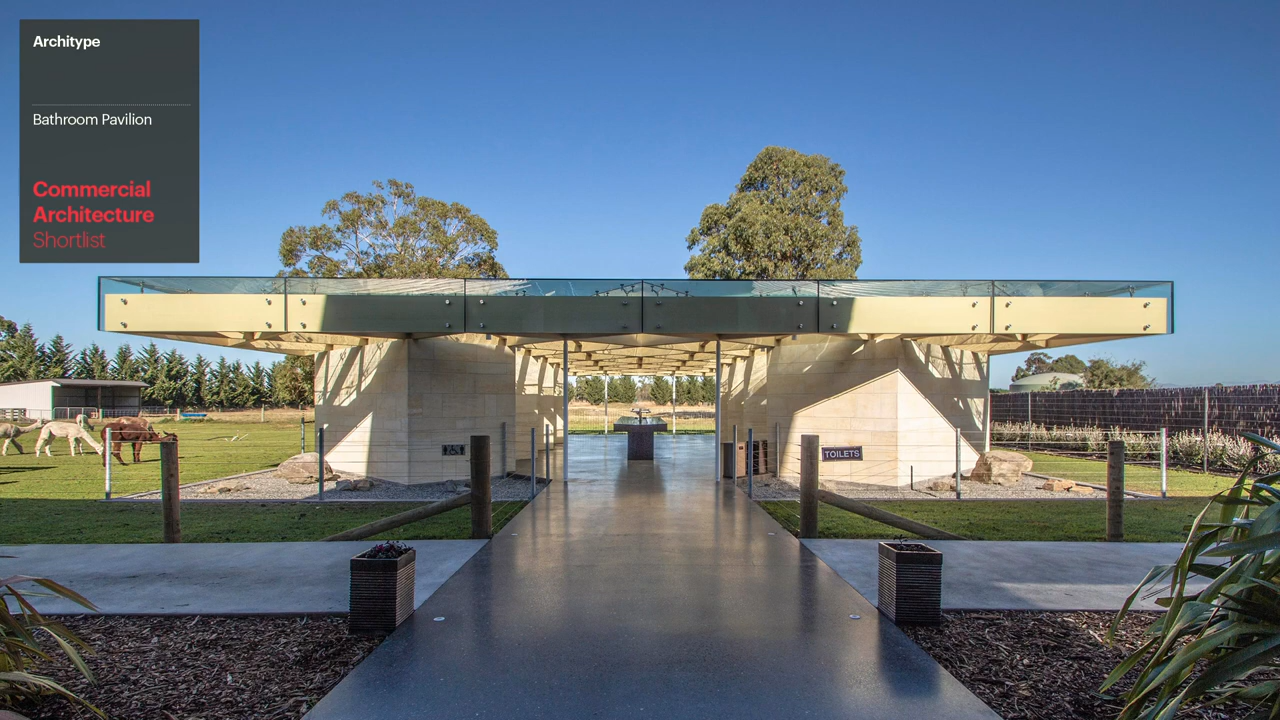 Architype
Bathroom Pavilion
Commercial
Architecture
Shortlist
TOILETS